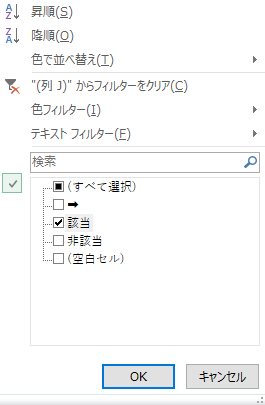 昇順(S)
降順(O)
色で並べ替え(T)
"(列 J)" からフィルターをクリア(C)
色フィルター(I)
テキスト フィルター(F)
検索
(すべて選択)
➡
該当
非該当
(空白セル)
OK
キャンセル